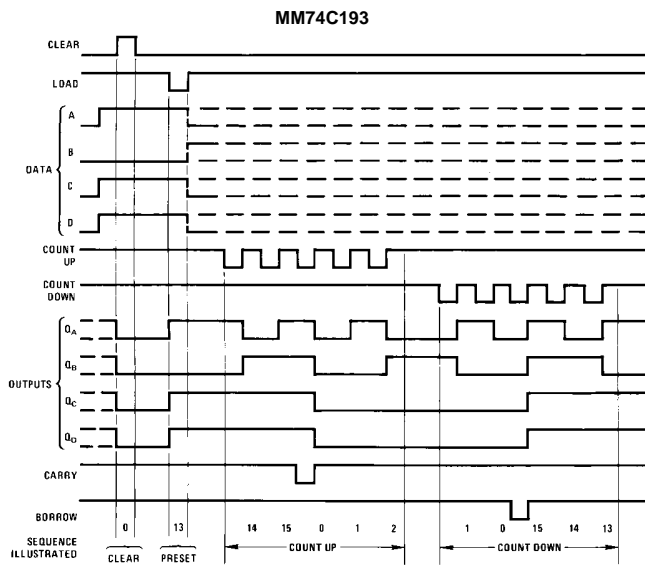 MM74C193
CLEAR
LOAD
A
B
DATA
C
D
COUNT
UP
COUNT
DOWN
QA
QB
OUTPUTS
QC
QD
CARRY
BORROW
0 13 14 15 0 1 2 1 0 15 14 13
SEQUENCE
ILLUSTRATED
CLEAR PRESET COUNT UP COUNT DOWN